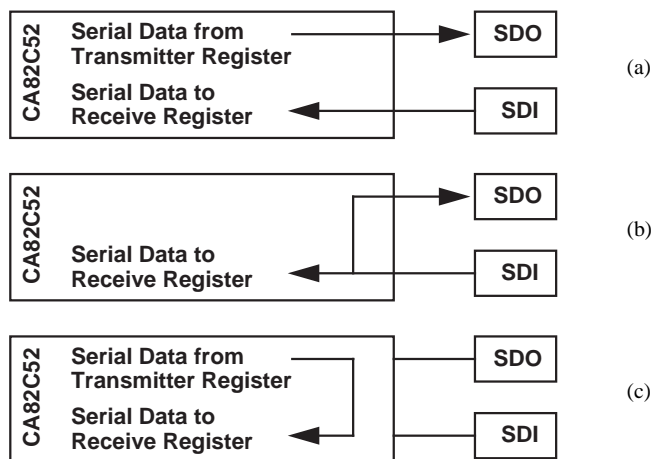 CA82C52
Serial Data from
Transmitter Register
SDO
(a)
Serial Data to
Receive Register
SDI
CA82C52
SDO
(b)
Serial Data to
Receive Register
SDI
CA82C52
Serial Data from
Transmitter Register
SDO
(c)
Serial Data to
Receive Register
SDI